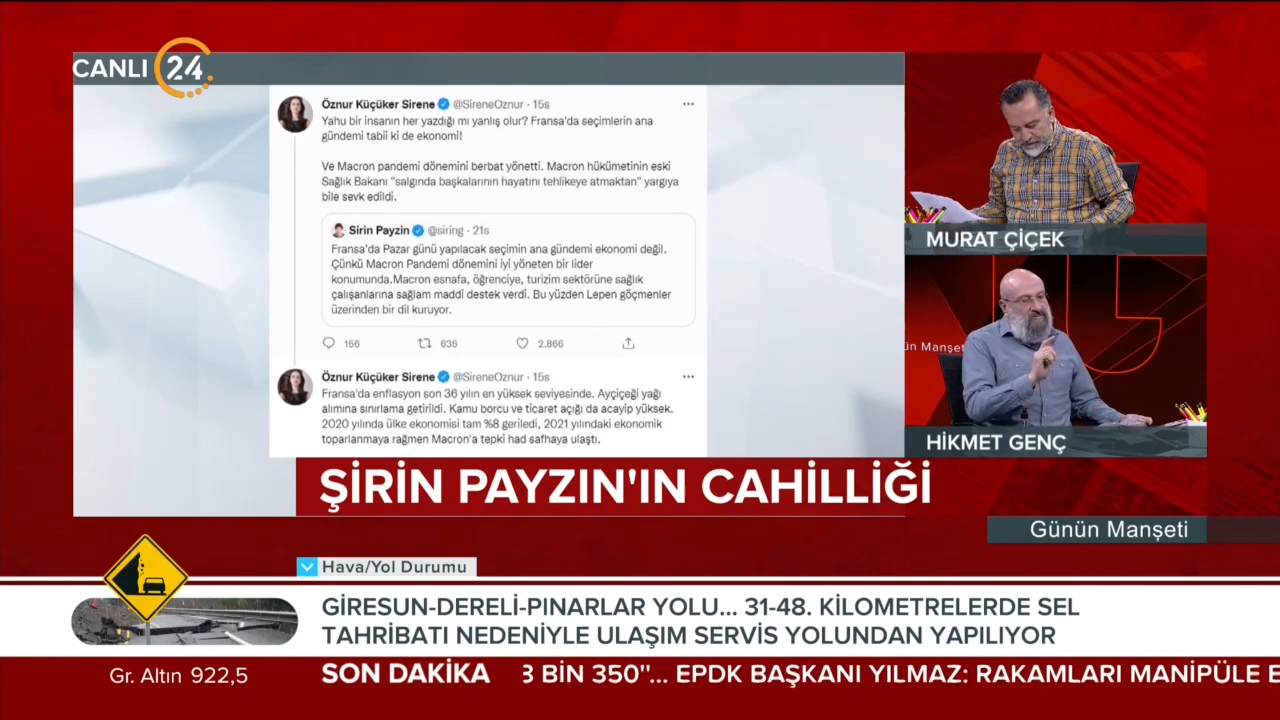 CANLI 24
Öznur Küçüker Sirene @SireneOznur · 15s
Yahu bir insanın her yazdığı mı yanlış olur? Fransa'da seçimlerin ana
gündemi tabii ki de ekonomi!
Ve Macron pandemi dönemini berbat yönetti. Macron hükümetinin eski
Sağlık Bakanı "salgında başkalarının hayatını tehlikeye atmaktan" yargıya
bile sevk edildi.
Sirin Payzin @siring · 21s
Fransa'da Pazar günü yapılacak seçimin ana gündemi ekonomi değil.
Çünkü Macron Pandemi dönemini iyi yöneten bir lider
konumunda.Macron esnafa, öğrenciye, turizim sektörüne sağlık
çalışanlarına sağlam maddi destek verdi. Bu yüzden Lepen göçmenler
üzerinden bir dil kuruyor.
156 636 2.866
Öznur Küçüker Sirene @SireneOznur · 15s
Fransa'da enflasyon son 36 yılın en yüksek seviyesinde. Ayçiçeği yağı
alımına sınırlama getirildi. Kamu borcu ve ticaret açığı da acayip yüksek.
2020 yılında ülke ekonomisi tam %8 geriledi, 2021 yılındaki ekonomik
toparlanmaya rağmen Macron'a tepki had safhaya ulaştı.
MURAT ÇİÇEK
ün Manşet
HİKMET GENÇ
ŞİRİN PAYZIN'IN CAHİLLİĞİ
Günün Manşeti
Hava/Yol Durumu
GİRESUN-DERELİ-PINARLAR YOLU... 31-48. KİLOMETRELERDE SEL
TAHRİBATI NEDENİYLE ULAŞIM SERVİS YOLUNDAN YAPILIYOR
Gr. Altın 922,5
SON DAKİKA 3 BİN 350"... EPDK BAŞKANI YILMAZ: RAKAMLARI MANİPÜLE E